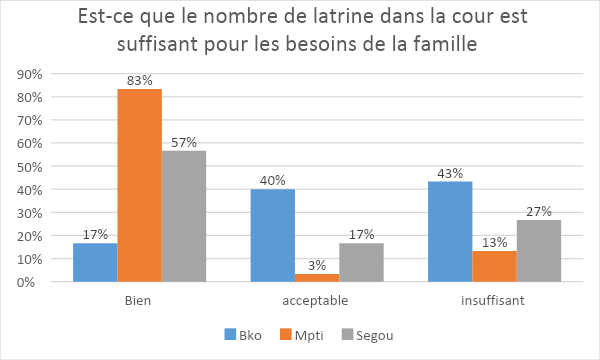 Est-ce que le nombre de latrine dans la cour est
suffisant pour les besoins de la famille
90%
80%
70%
60%
50%
40%
30%
20%
10%
0%
17%
83%
57%
40%
3%
17%
43%
13%
27%
Bien
acceptable
insuffisant
Bko
Mpti
Segou